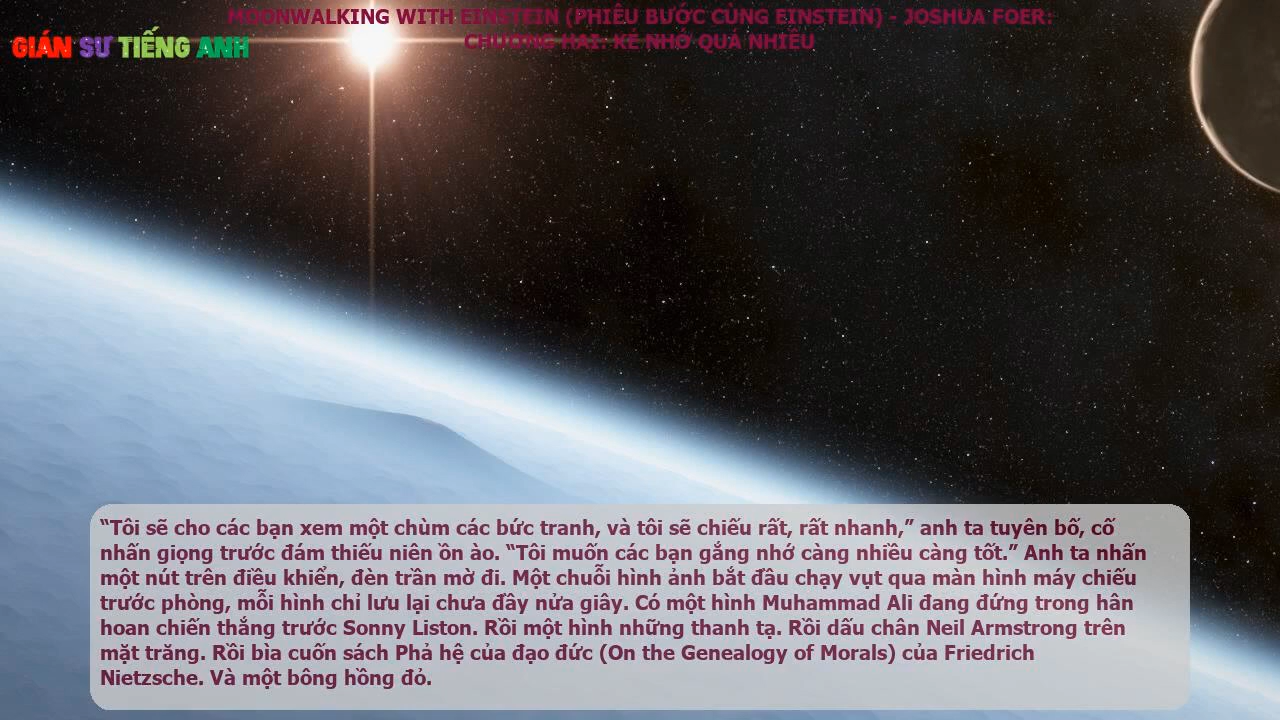 MOONWALKING WITH EINSTEIN (PHIÊU BƯỚC CÙNG EINSTEIN) - JOSHUA FOER:
CHƯƠNG HAI: KẺ NHỚ QUÁ NHIỀU
GIÁN SƯ TIẾNG ANH
“Tôi sẽ cho các bạn xem một chùm các bức tranh, và tôi sẽ chiếu rất, rất nhanh,” anh ta tuyên bố, cố
nhấn giọng trước đám thiếu niên ồn ào. “Tôi muốn các bạn gắng nhớ càng nhiều càng tốt.” Anh ta nhấn
một nút trên điều khiển, đèn trần mờ đi. Một chuỗi hình ảnh bắt đầu chạy vụt qua màn hình máy chiếu
trước phòng, mỗi hình chỉ lưu lại chưa đầy nửa giây. Có một hình Muhammad Ali đang đứng trong hân
hoan chiến thắng trước Sonny Liston. Rồi một hình những thanh tạ. Rồi dấu chân Neil Armstrong trên
mặt trăng. Rồi bìa cuốn sách Phả hệ của đạo đức (On the Genealogy of Morals) của Friedrich
Nietzsche. Và một bông hồng đỏ.